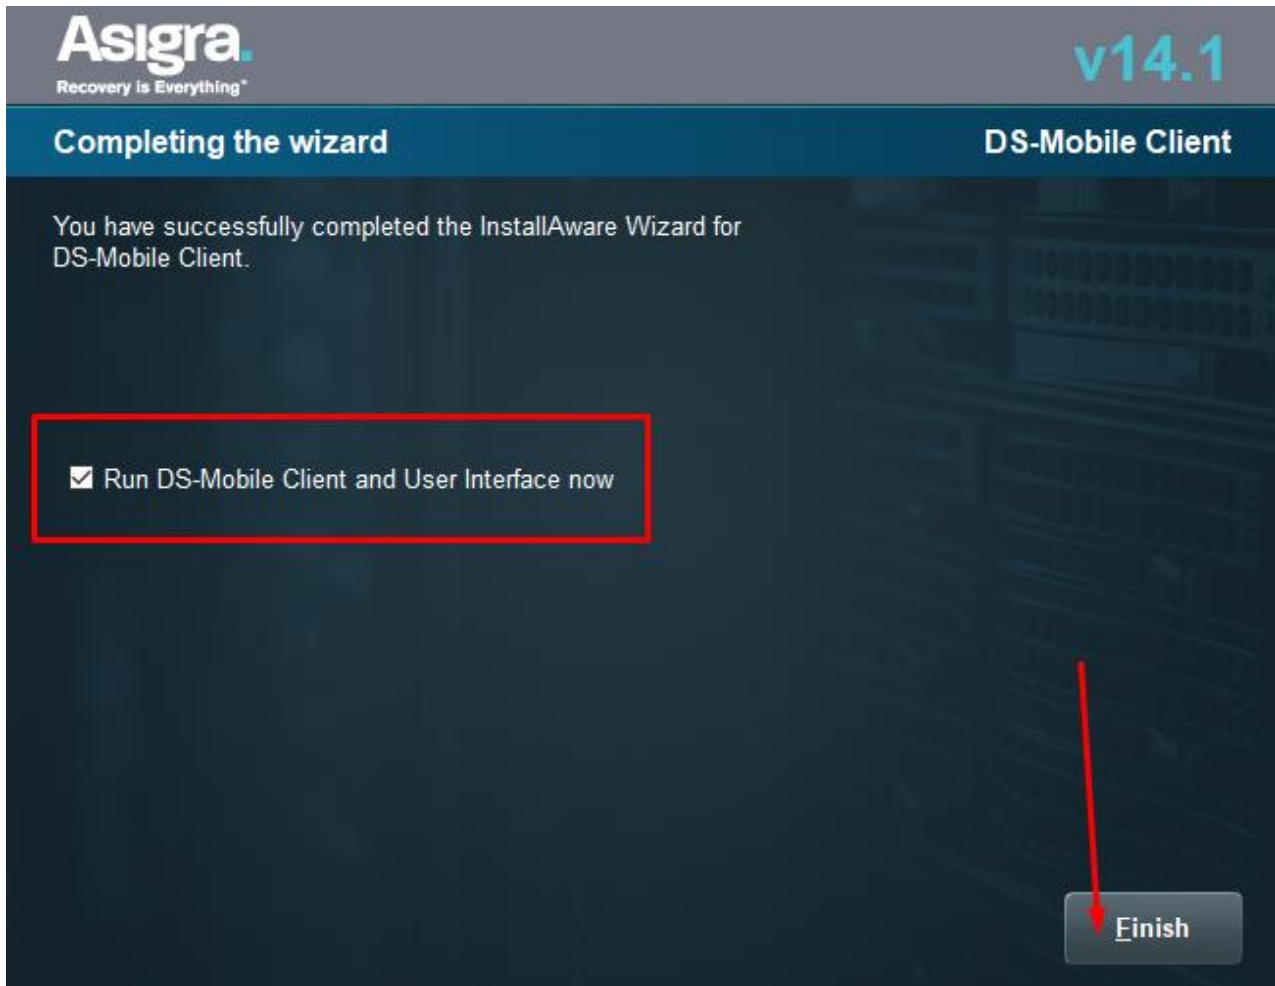 Asigra.
Recovery is Everything™
v14.1
Completing the wizard
DS-Mobile Client
You have successfully completed the InstallAware Wizard for
DS-Mobile Client.
Run DS-Mobile Client and User Interface now
Finish